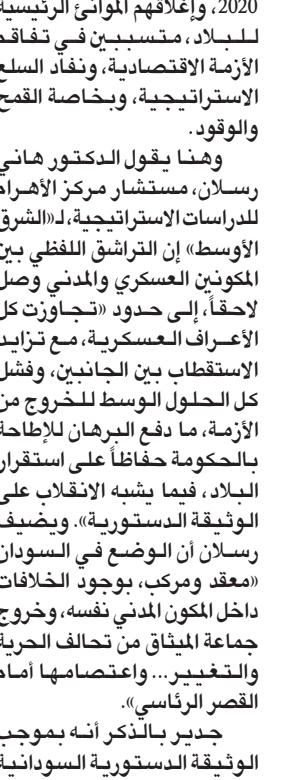 2020، وإغلاقهم الموانئ الرئيسية
للبلاد، متسببين في تفاقم
الأزمة الاقتصادية، ونفاد السلع
الاستراتيجية، وبخاصة القمح
والوقود.
وهنا يقول الدكتور هاني
رسلان، مستشار مركز الأهرام
للدراسات الاستراتيجية، لـ«الشرق
الأوسط» إن التراشق اللفظي بين
المكونين العسكري والمدني وصل
لاحقاً، إلى حدود «تجاوزت كل
الأعراف العسكرية، مع تزايد
الاستقطاب بين الجانبين، وفشل
كل الحلول الوسط للخروج من
الأزمة، ما دفع البرهان للإطاحة
بالحكومة حفاظاً على استقرار
البلاد، فيما يشبه الانقلاب على
الوثيقة الدستورية». ويضيف
رسلان أن الوضع في السودان
«معقد ومركب، بوجود الخلافات
داخل المكون المدني نفسه، وخروج
جماعة الميثاق من تحالف الحرية
والتغيير... واعتصامها أمام
القصر الرئاسي».
جدير بالذكر أنه بموجب
الوثيقة الدستورية السودانية